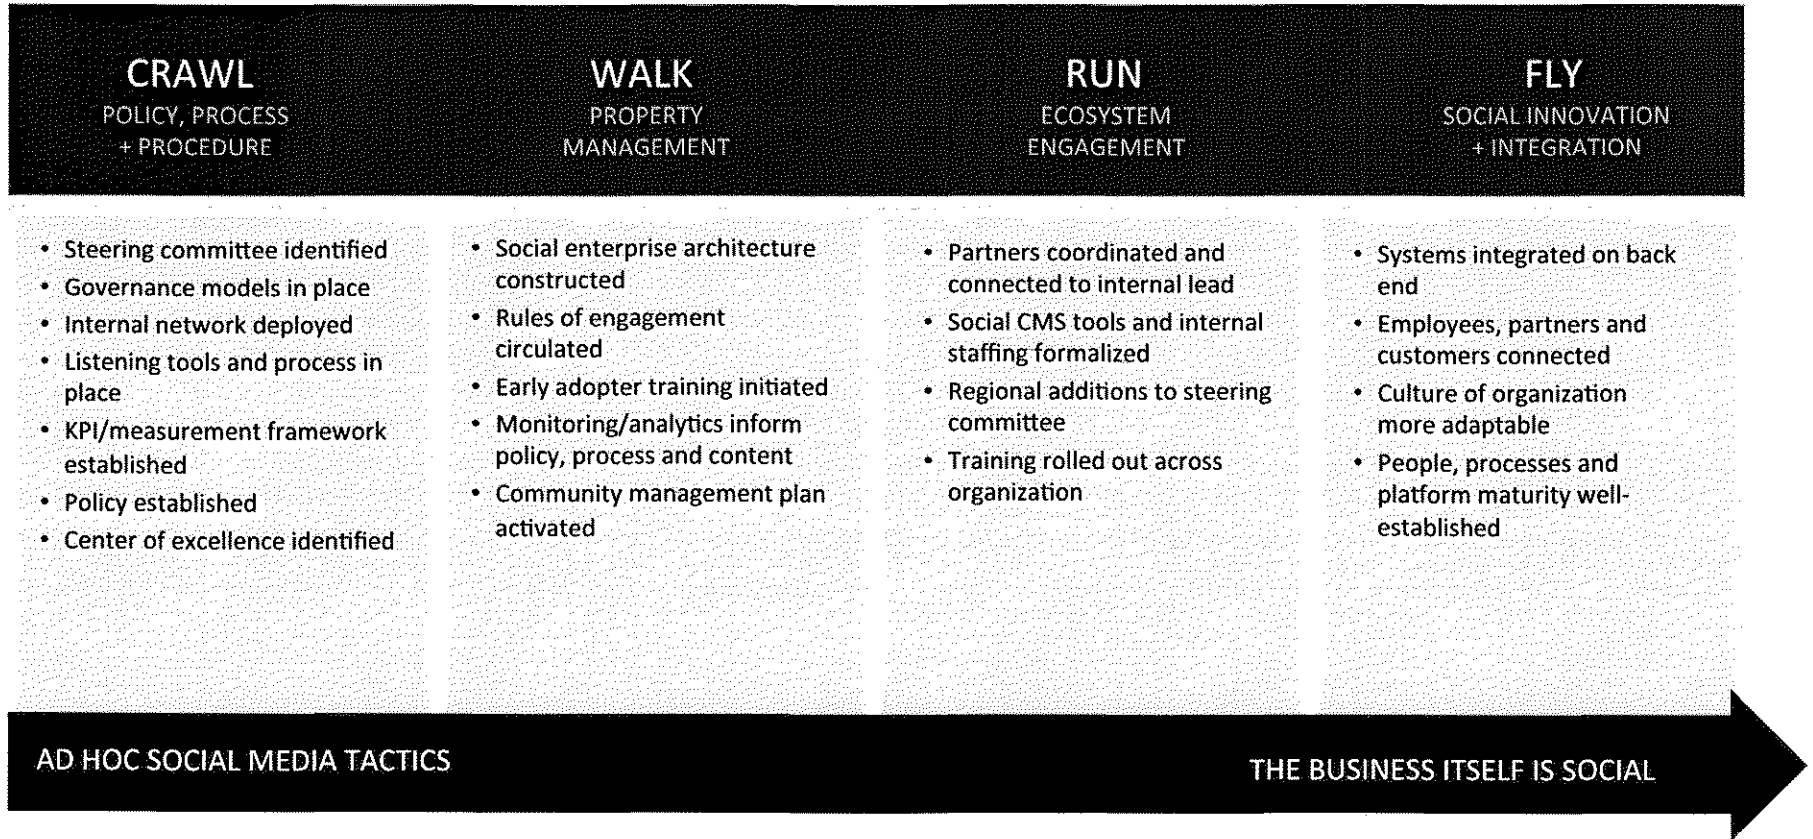 CRAWL
POLICY, PROCESS
+ PROCEDURE
WALK
PROPERTY
MANAGEMENT
RUN
ECOSYSTEM
ENGAGEMENT
FLY
SOCIAL INNOVATION
+ INTEGRATION
• Steering committee identified
• Governance models in place
• Internal network deployed
• Listening tools and process in
place
• KPI/measurement framework
established
• Policy established
• Center of excellence identified
• Social enterprise architecture
constructed
• Rules of engagement
circulated
• Early adopter training initiated
• Monitoring/analytics inform
policy, process and content
• Community management plan
activated
• Partners coordinated and
connected to internal lead
• Social CMS tools and internal
staffing formalized
• Regional additions to steering
committee
• Training rolled out across
organization
• Systems integrated on back
end
• Employees, partners and
customers connected
• Culture of organization
more adaptable
• People, processes and
platform maturity well-
established
AD HOC SOCIAL MEDIA TACTICS
THE BUSINESS ITSELF IS SOCIAL